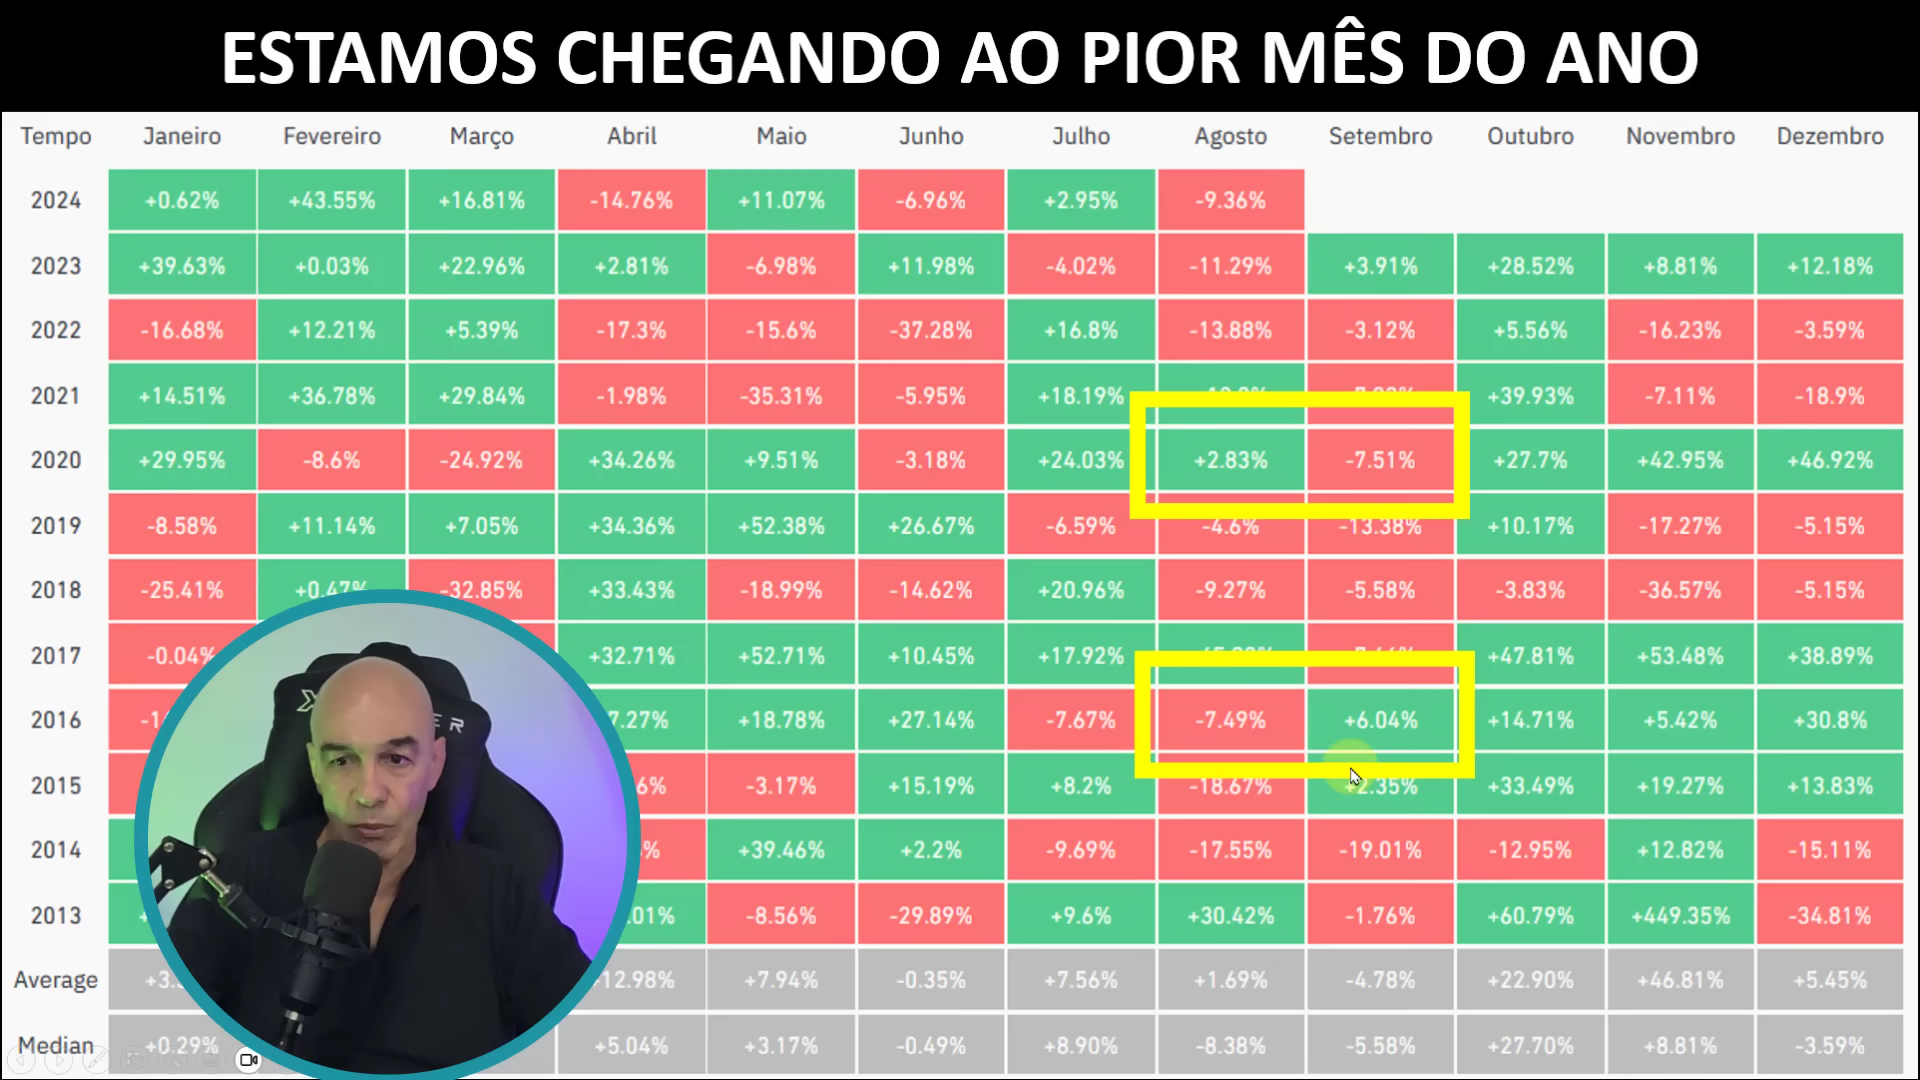 ESTAMOS CHEGANDO AO PIOR MÊS DO ANO
Tempo Janeiro Fevereiro Março Abril Maio Junho Julho Agosto Setembro Outubro Novembro Dezembro
2024 +0.62% +43.55% +16.81% -14.76% +11.07% -6.96% +2.95% -9.36%
2023 +39.63% +0.03% +22.96% +2.81% -6.98% +11.98% -4.02% -11.29% +3.91% +28.52% +8.81% +12.18%
2022 -16.68% +12.21% +5.39% -17.3% -15.6% -37.28% +16.8% -13.88% -3.12% +5.56% -16.23% -3.59%
2021 +14.51% +36.78% +29.84% -1.98% -35.31% -5.95% +18.19% +39.93% -7.11% -18.9%
2020 +29.95% -8.6% -24.92% +34.26% +9.51% -3.18% +24.03% +2.83% -7.51% +27.7% +42.95% +46.92%
2019 -8.58% +11.14% +7.05% +34.36% +52.38% +26.67% -6.59% -4.6% -13.38% +10.17% -17.27% -5.15%
2018 -25.41% +0.47% -32.85% +33.43% -18.99% -14.62% +20.96% -9.27% -5.58% -3.83% -36.57% -5.15%
2017 -0.04% +32.71% +52.71% +10.45% +17.92% +47.81% +53.48% +38.89%
2016 7.27% +18.78% +27.14% -7.67% -7.49% +6.04% +14.71% +5.42% +30.8%
2015 6% -3.17% +15.19% +8.2% -18.67% 2.35% +33.49% +19.27% +13.83%
2014 % +39.46% +2.2% -9.69% -17.55% -19.01% -12.95% +12.82% -15.11%
2013 .01% -8.56% -29.89% +9.6% +30.42% -1.76% +60.79% +449.35% -34.81%
Average +3. 12.98% +7.94% -0.35% +7.56% +1.69% -4.78% +22.90% +46.81% +5.45%
Median +0.29% +5.04% +3.17% -0.49% +8.90% -8.38% -5.58% +27.70% +8.81% -3.59%